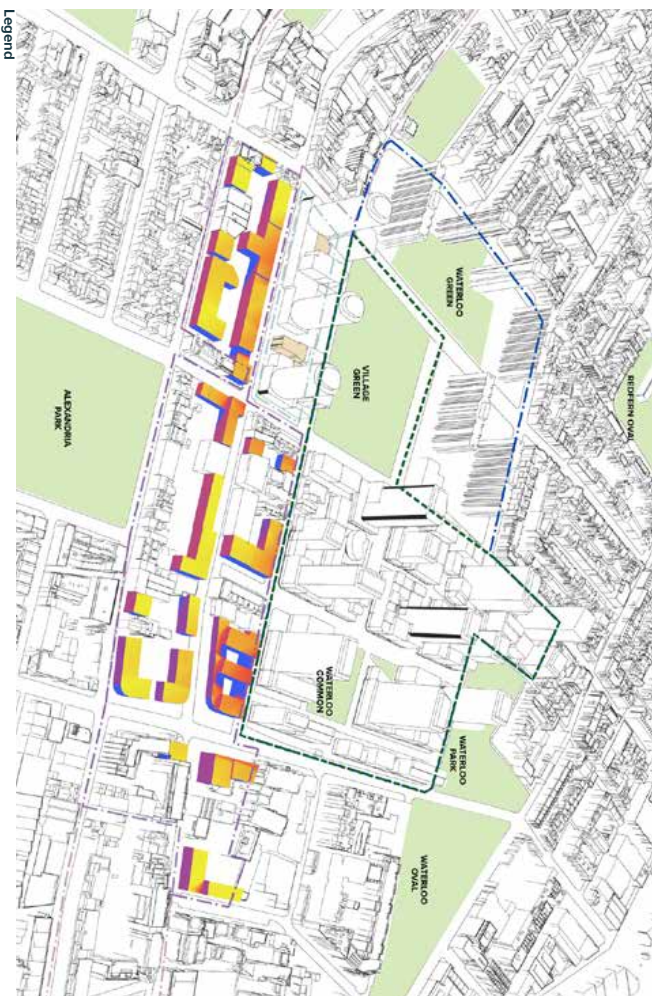 Legend
REDFERN OVAL
WATERLOO
GREEN
VILLAGE
GREEN
ALEXANDRIA
PARK
WATERLOO
COMMON
WATERLOO
PARK
WATERLOO
OVAL